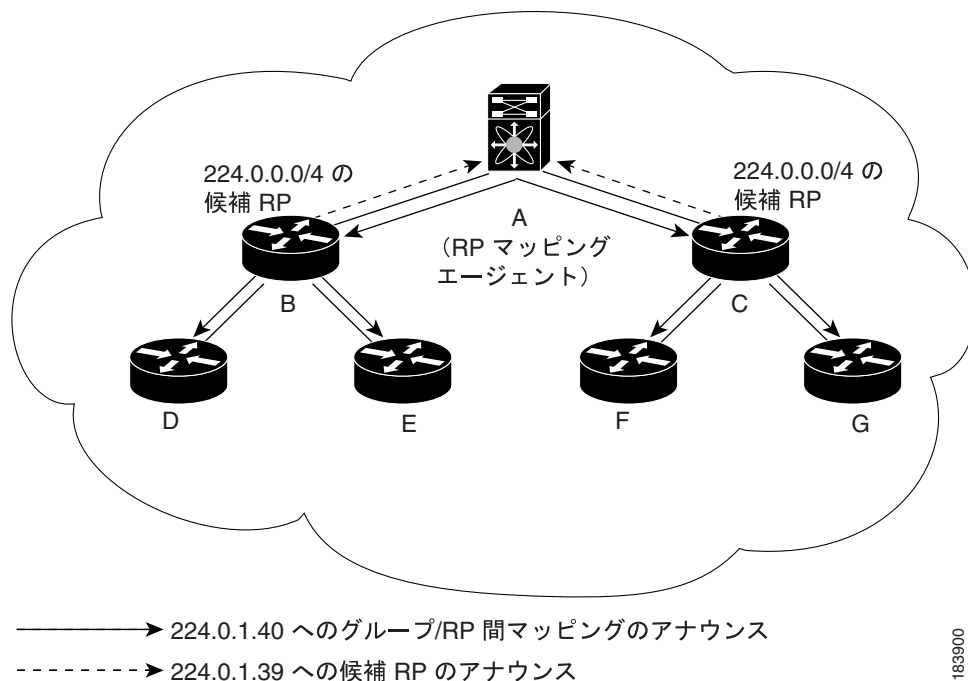 224.0.0.0/4 の
候補 RP
224.0.0.0/4 の
候補 RP
A
（RP マッピング
エージェント）
B
C
D
E
F
G
224.0.1.40 へのグループ/RP 間マッピングのアナウンス
224.0.1.39 への候補 RP のアナウンス
183900